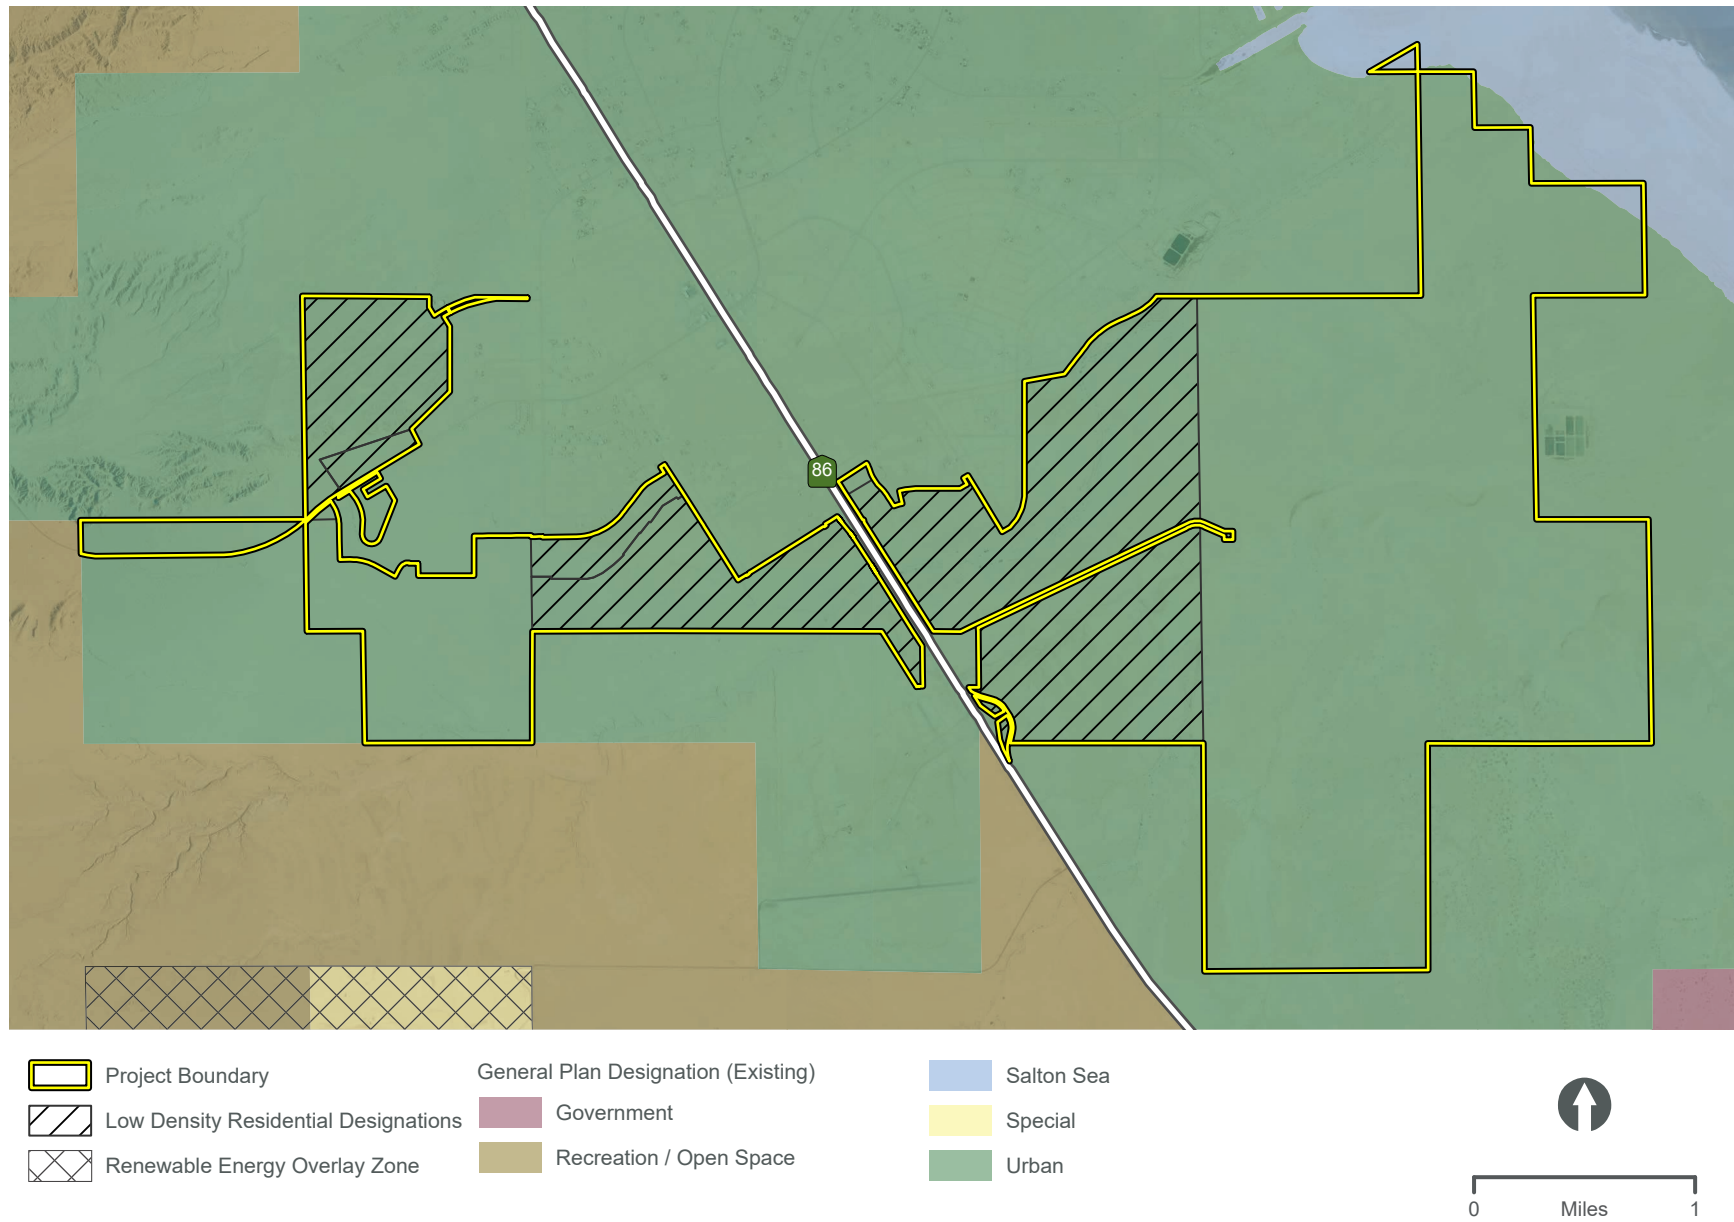 86
Project Boundary
Low Density Residential Designations
Renewable Energy Overlay Zone
General Plan Designation (Existing)
Government
Recreation / Open Space
Salton Sea
Special
Urban
0 Miles 1